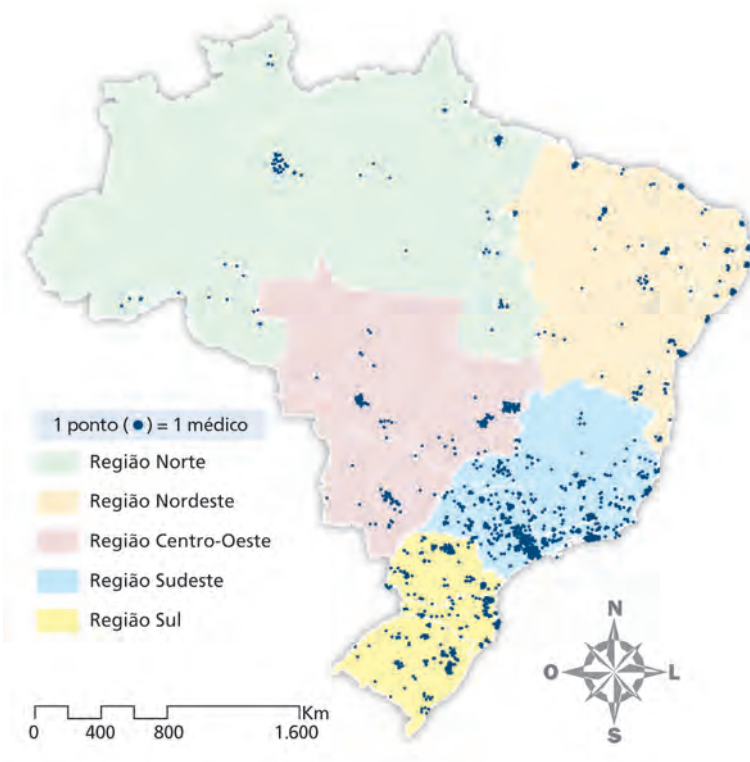 1 ponto ( ) = 1 médico
Região Norte
Região Nordeste
Região Centro-Oeste
Região Sudeste
Região Sul
N
O
L
S
Km
0 400 800 1.600